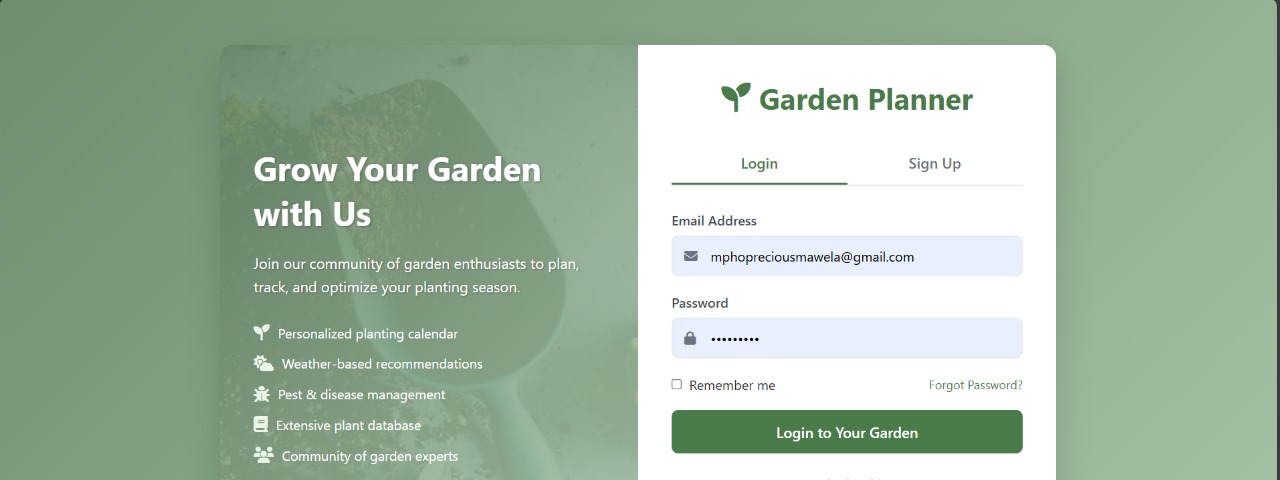 Grow Your Garden
with Us
Join our community of garden enthusiasts to plan,
track, and optimize your planting season.
Personalized planting calendar
Weather-based recommendations
Pest & disease management
Extensive plant database
Community of garden experts
Garden Planner
Login Sign Up
Email Address
mphopreciousmawela@gmail.com
Password
•••••••••
Remember me Forgot Password?
Login to Your Garden